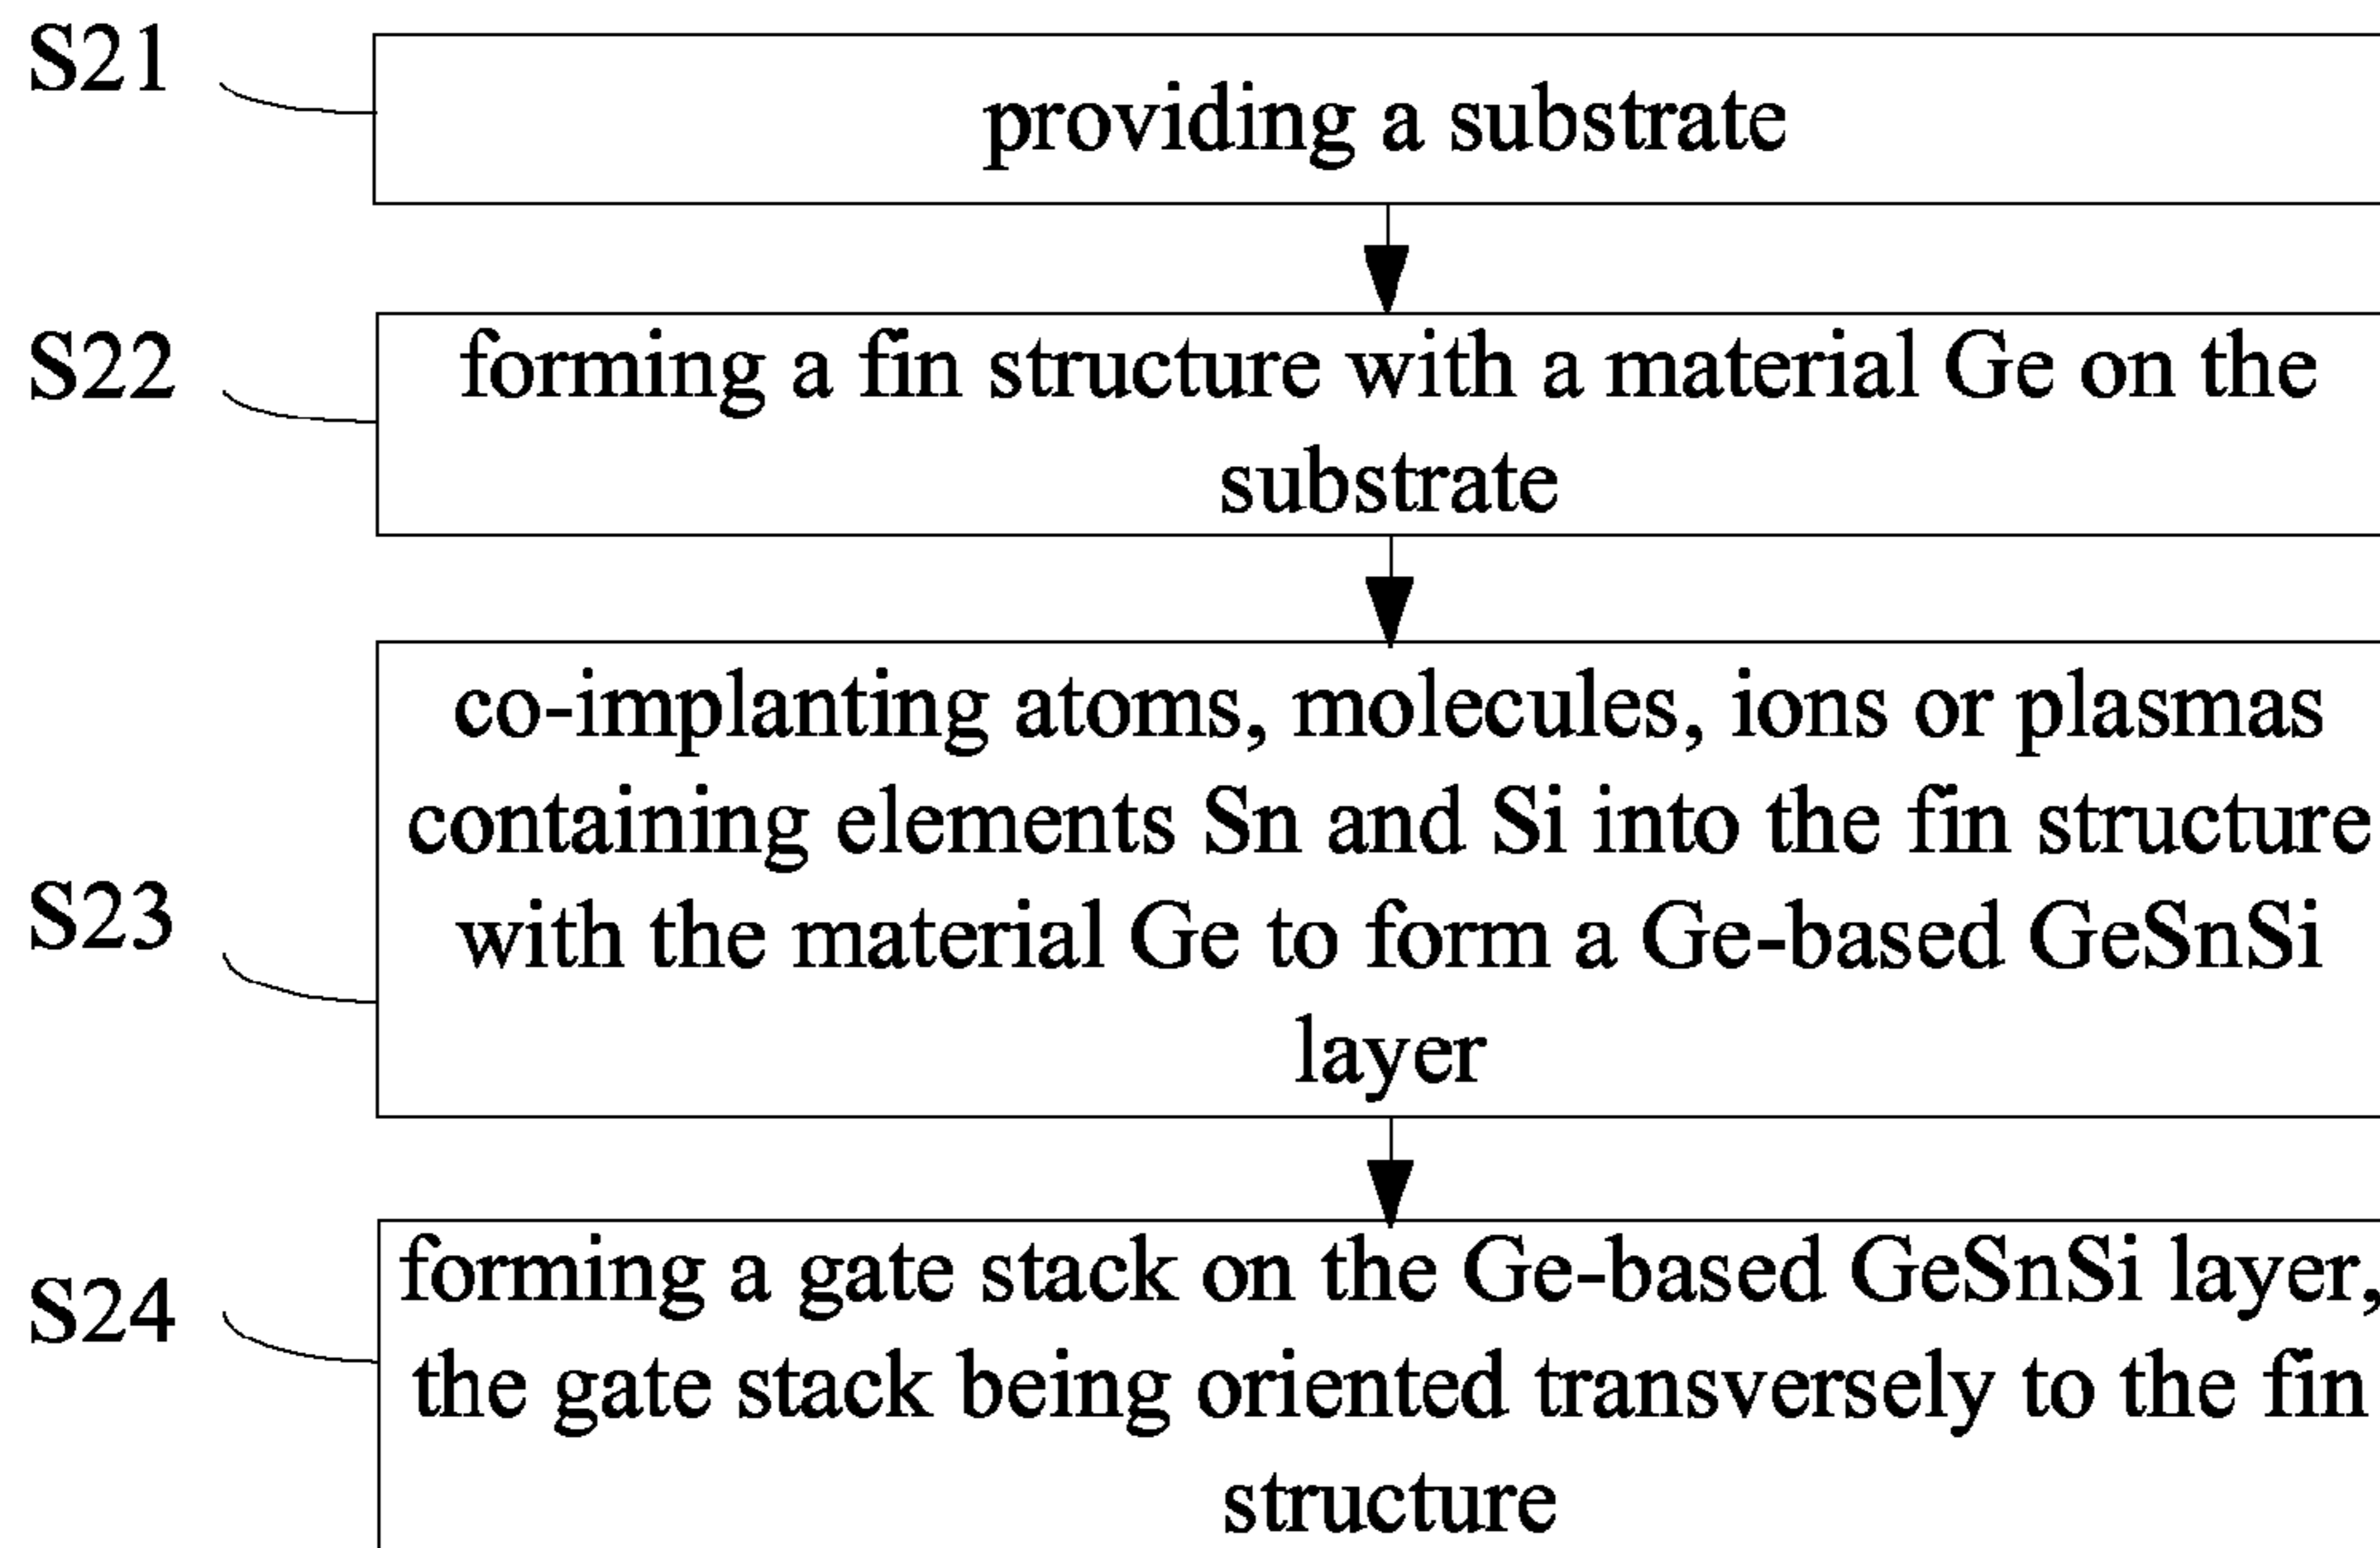 S21
providing a substrate
S22
forming a fin structure with a material Ge on the
substrate
S23
co-implanting atoms, molecules, ions or plasmas
containing elements Sn and Si into the fin structure
with the material Ge to form a Ge-based GeSnSi
layer
S24
forming a gate stack on the Ge-based GeSnSi layer,
the gate stack being oriented transversely to the fin
structure